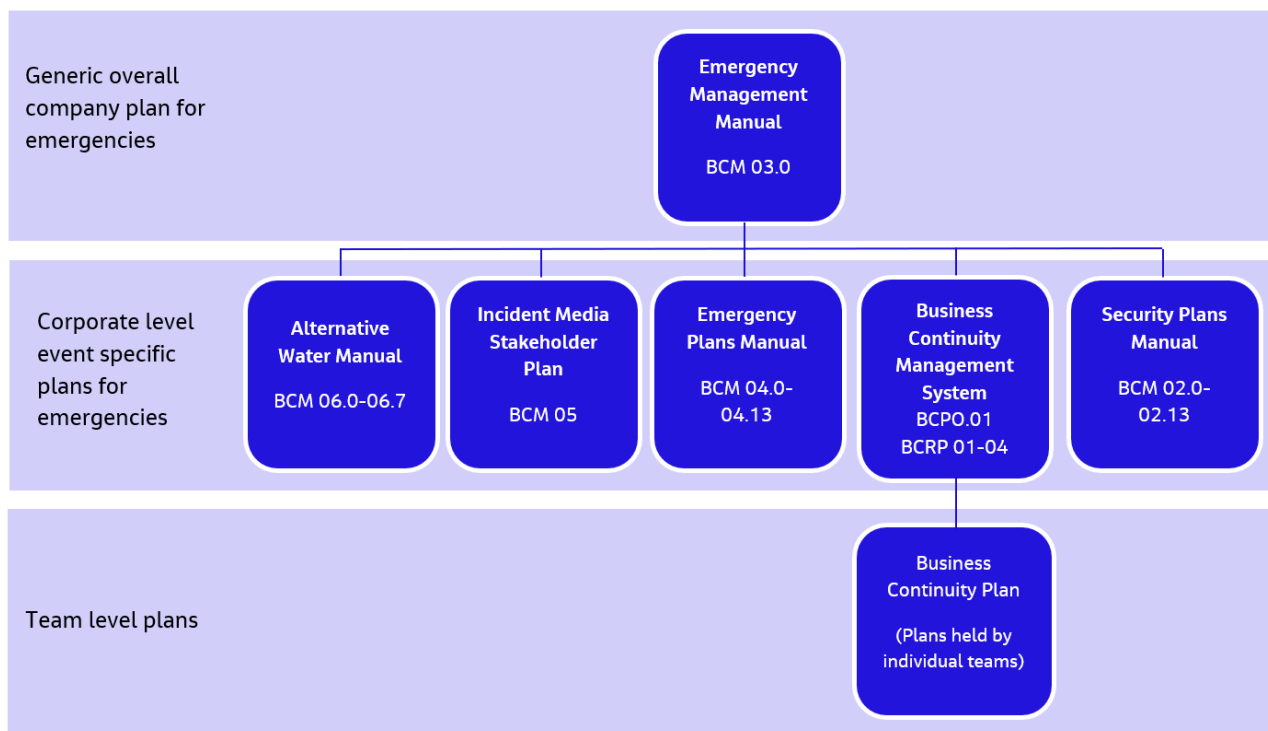 Generic overall
company plan for
emergencies
Emergency
Management
Manual
BCM 03.0
Corporate level
event specific
plans for
emergencies
Alternative
Water Manual
BCM 06.0-06.7
Incident Media
Stakeholder
Plan
BCM 05
Emergency
Plans Manual
BCM 04.0-
04.13
Business
Continuity
Management
System
BCPO.01
BCRP 01-04
Security Plans
Manual
BCM 02.0-
02.13
Team level plans
Business
Continuity Plan
(Plans held by
individual teams)